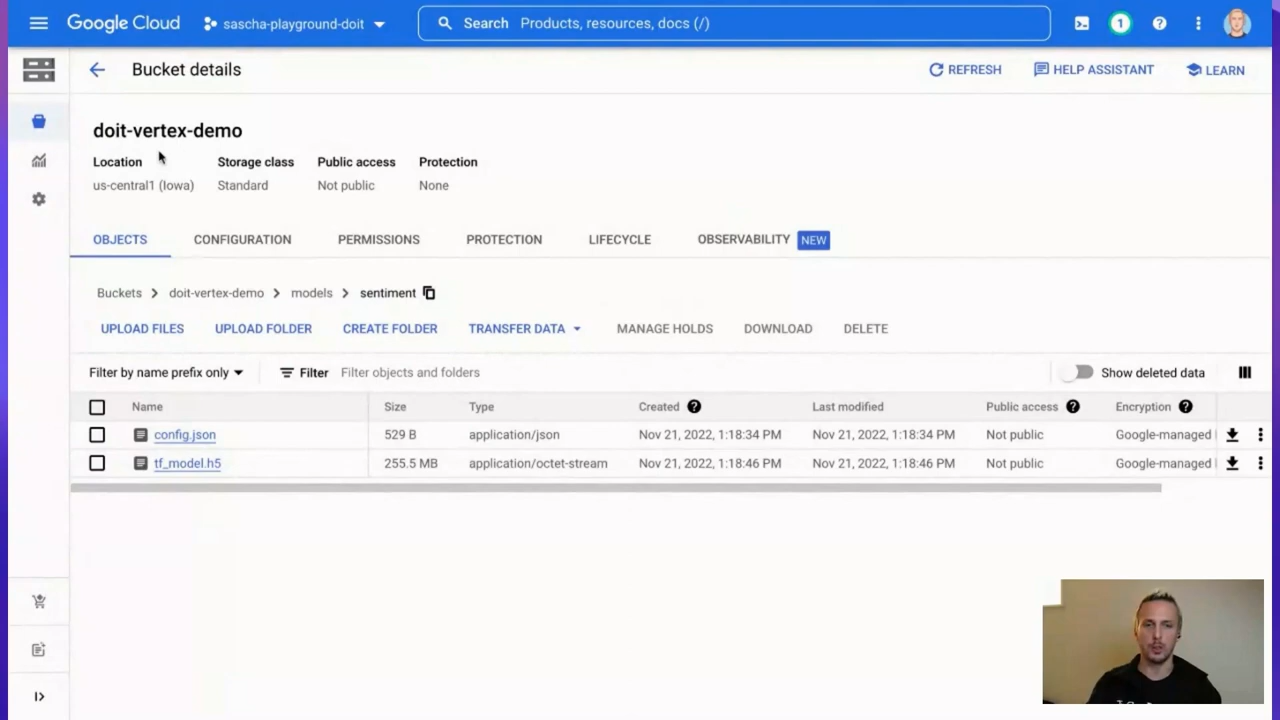 Google Cloud sascha-playground-doit Search Products, resources, docs (/) 1
Bucket details REFRESH HELP ASSISTANT LEARN
doit-vertex-demo
Location Storage class Public access Protection
us-central1 (Iowa) Standard Not public None
OBJECTS CONFIGURATION PERMISSIONS PROTECTION LIFECYCLE OBSERVABILITY NEW
Buckets > doit-vertex-demo > models > sentiment
UPLOAD FILES UPLOAD FOLDER CREATE FOLDER TRANSFER DATA MANAGE HOLDS DOWNLOAD DELETE
Filter by name prefix only Filter Filter objects and folders Show deleted data
Name Size Type Created Last modified Public access Encryption
config.json 529 B application/json Nov 21, 2022, 1:18:34 PM Nov 21, 2022, 1:18:34 PM Not public Google-managed
tf_model.h5 255.5 MB application/octet-stream Nov 21, 2022, 1:18:46 PM Nov 21, 2022, 1:18:46 PM Not public Google-managed